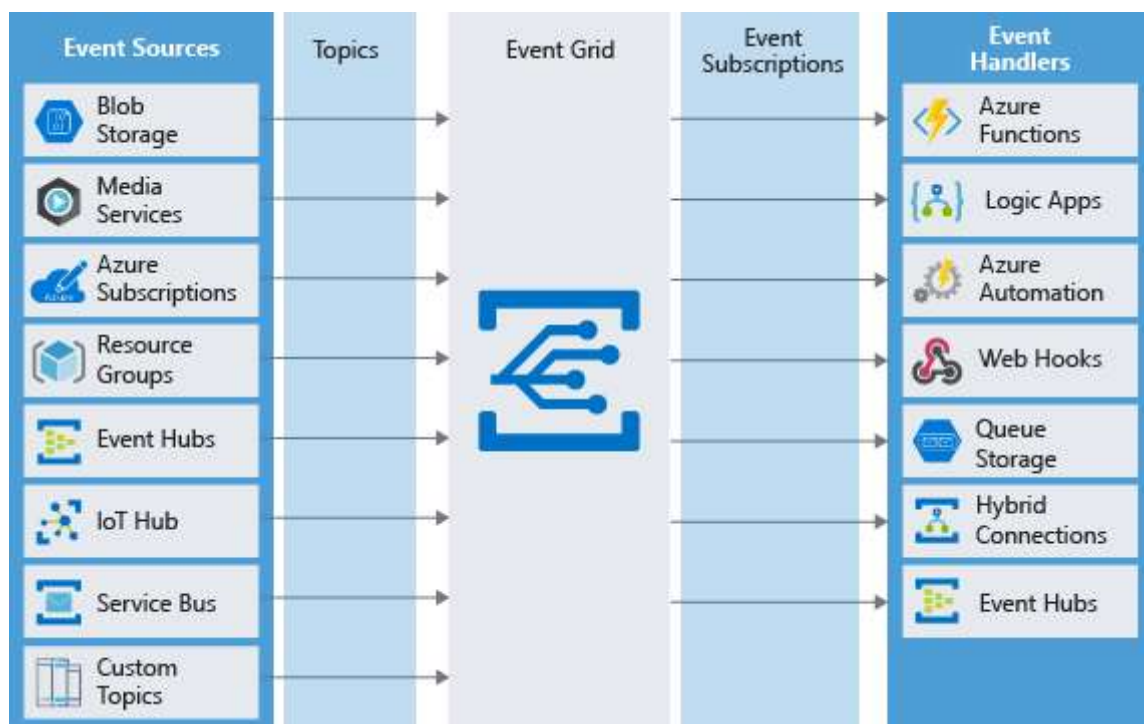 Event Sources
Blob
Storage
Media
Services
Azure
Subscriptions
Resource
Groups
Event Hubs
IoT Hub
Service Bus
Custom
Topics
Topics
Event Grid
Event
Subscriptions
Event
Handlers
Azure
Functions
Logic Apps
Azure
Automation
Web Hooks
Queue
Storage
Hybrid
Connections
Event Hubs